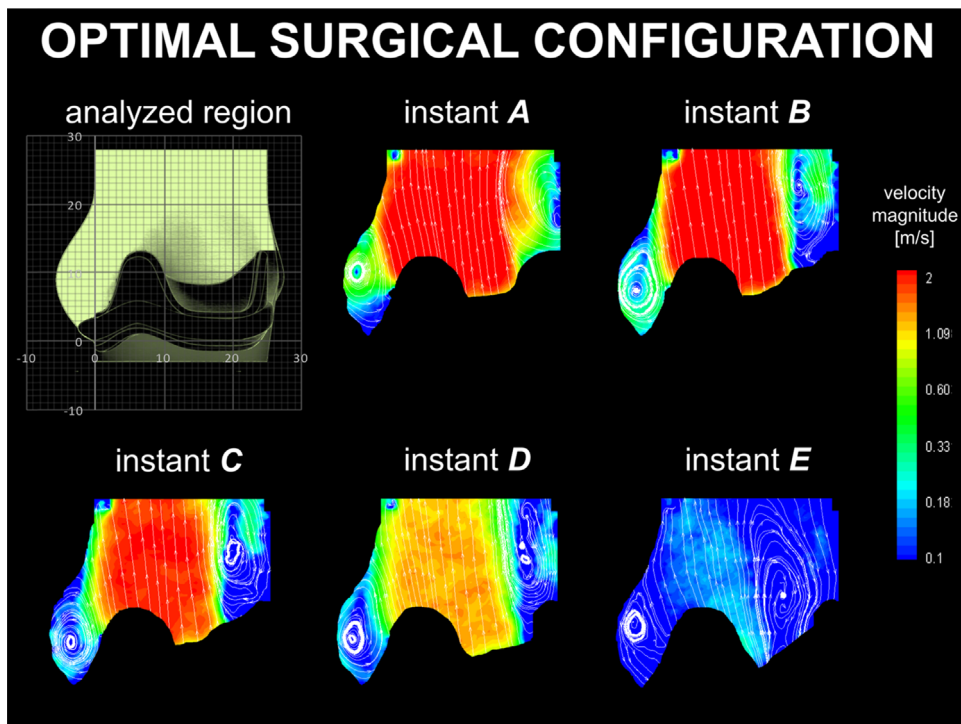 OPTIMAL SURGICAL CONFIGURATION
analyzed region
instant A
instant B
30
20
10
0
-10
0
10
20
30
-10
velocity
magnitude
[m/s]
2
1.09
0.60
0.33
0.18
0.1
instant C
instant D
instant E